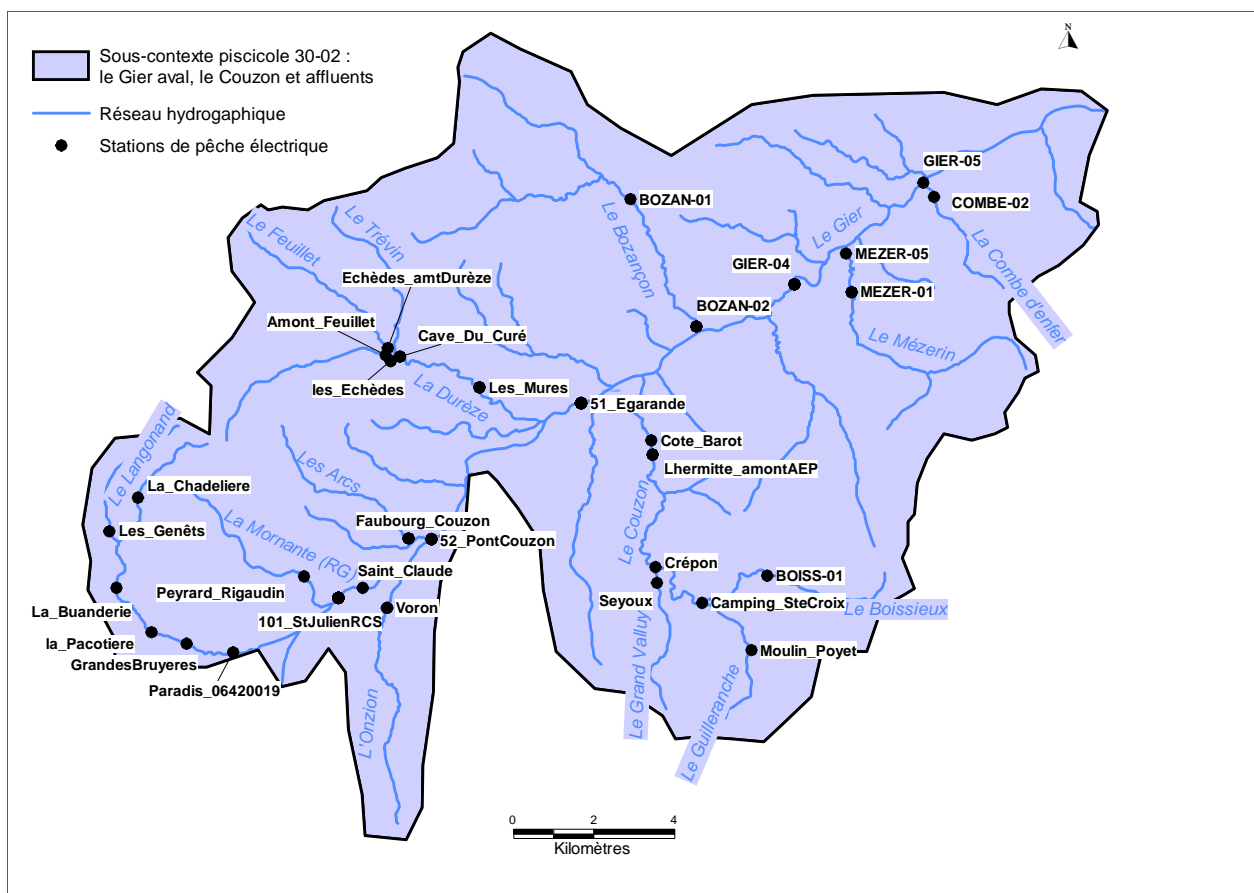 N
Sous-contexte piscicole 30-02 :
le Gier aval, le Couzon et affluents
Réseau hydrogaphique
Stations de pêche électrique
GIER-05
COMBE-02
BOZAN-01
Le Trévin
Le Feuillet
Le Gier
Le Bozançon
La Combe d'enfer
MEZER-05
GIER-04
Echèdes_amtDurèze
MEZER-01
Amont_Feuillet
BOZAN-02
Cave_Du_Curé
Le Mézerin
les_Echèdes
La Durèze
Les_Mures
51_Egarande
Le Langonand
Cote_Barot
Lhermitte_amontAEP
Les Arcs
La_Chadeliere
Le Couzon
Faubourg_Couzon
Les_Genêts
La Mornante (RG)
52_PontCouzon
Crépon
Saint_Claude
BOISS-01
Peyrard_Rigaudin
Seyoux
Camping_SteCroix
Le Boissieux
La_Buanderie
Voron
101_StJulienRCS
la_Pacotiere
Moulin_Poyet
GrandesBruyeres
Le Grand Valluy
Paradis_06420019
Le Guilleranche
L'Onzion
0 2 4
Kilomètres